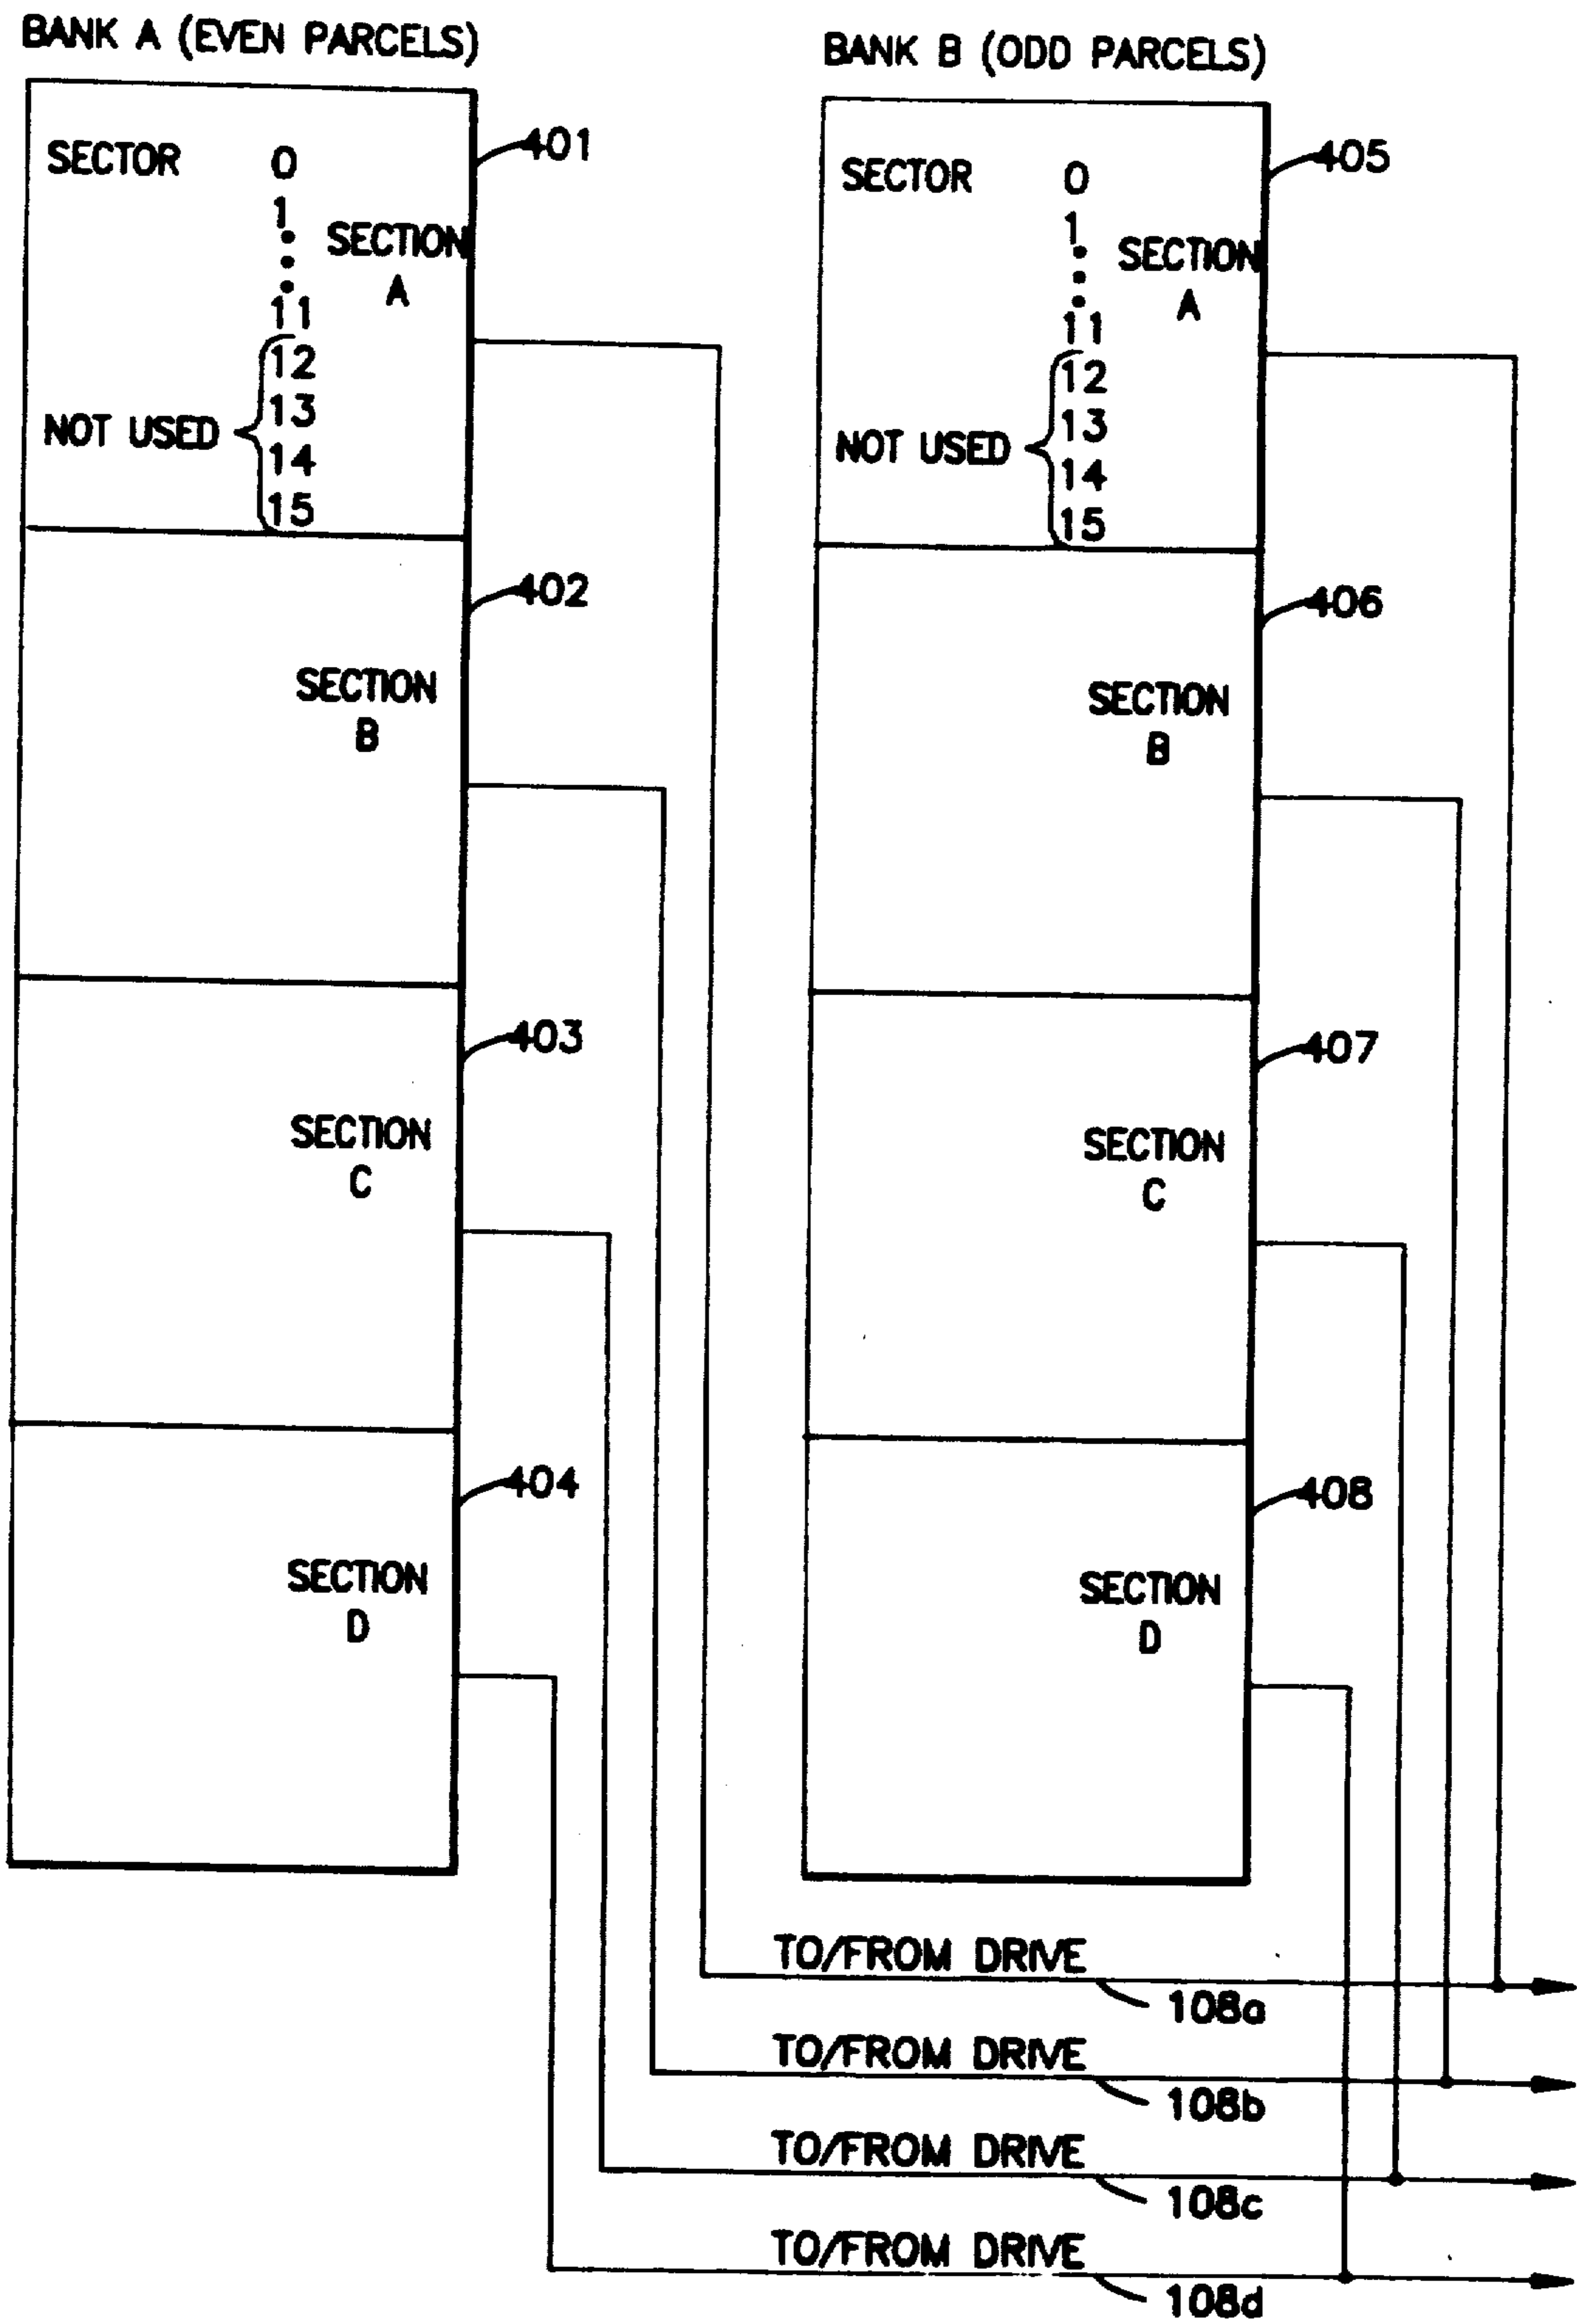 BANK A (EVEN PARCELS)
SECTOR 0
1
11
12
13
14
15
NOT USED
SECTION
A
401
SECTION
B
402
SECTION
C
403
SECTION
D
404
BANK B (ODD PARCELS)
SECTOR 0
1
11
12
13
14
15
NOT USED
SECTION
A
405
SECTION
B
406
SECTION
C
407
SECTION
D
408
TO/FROM DRIVE
108a
TO/FROM DRIVE
108b
TO/FROM DRIVE
108c
TO/FROM DRIVE
108d